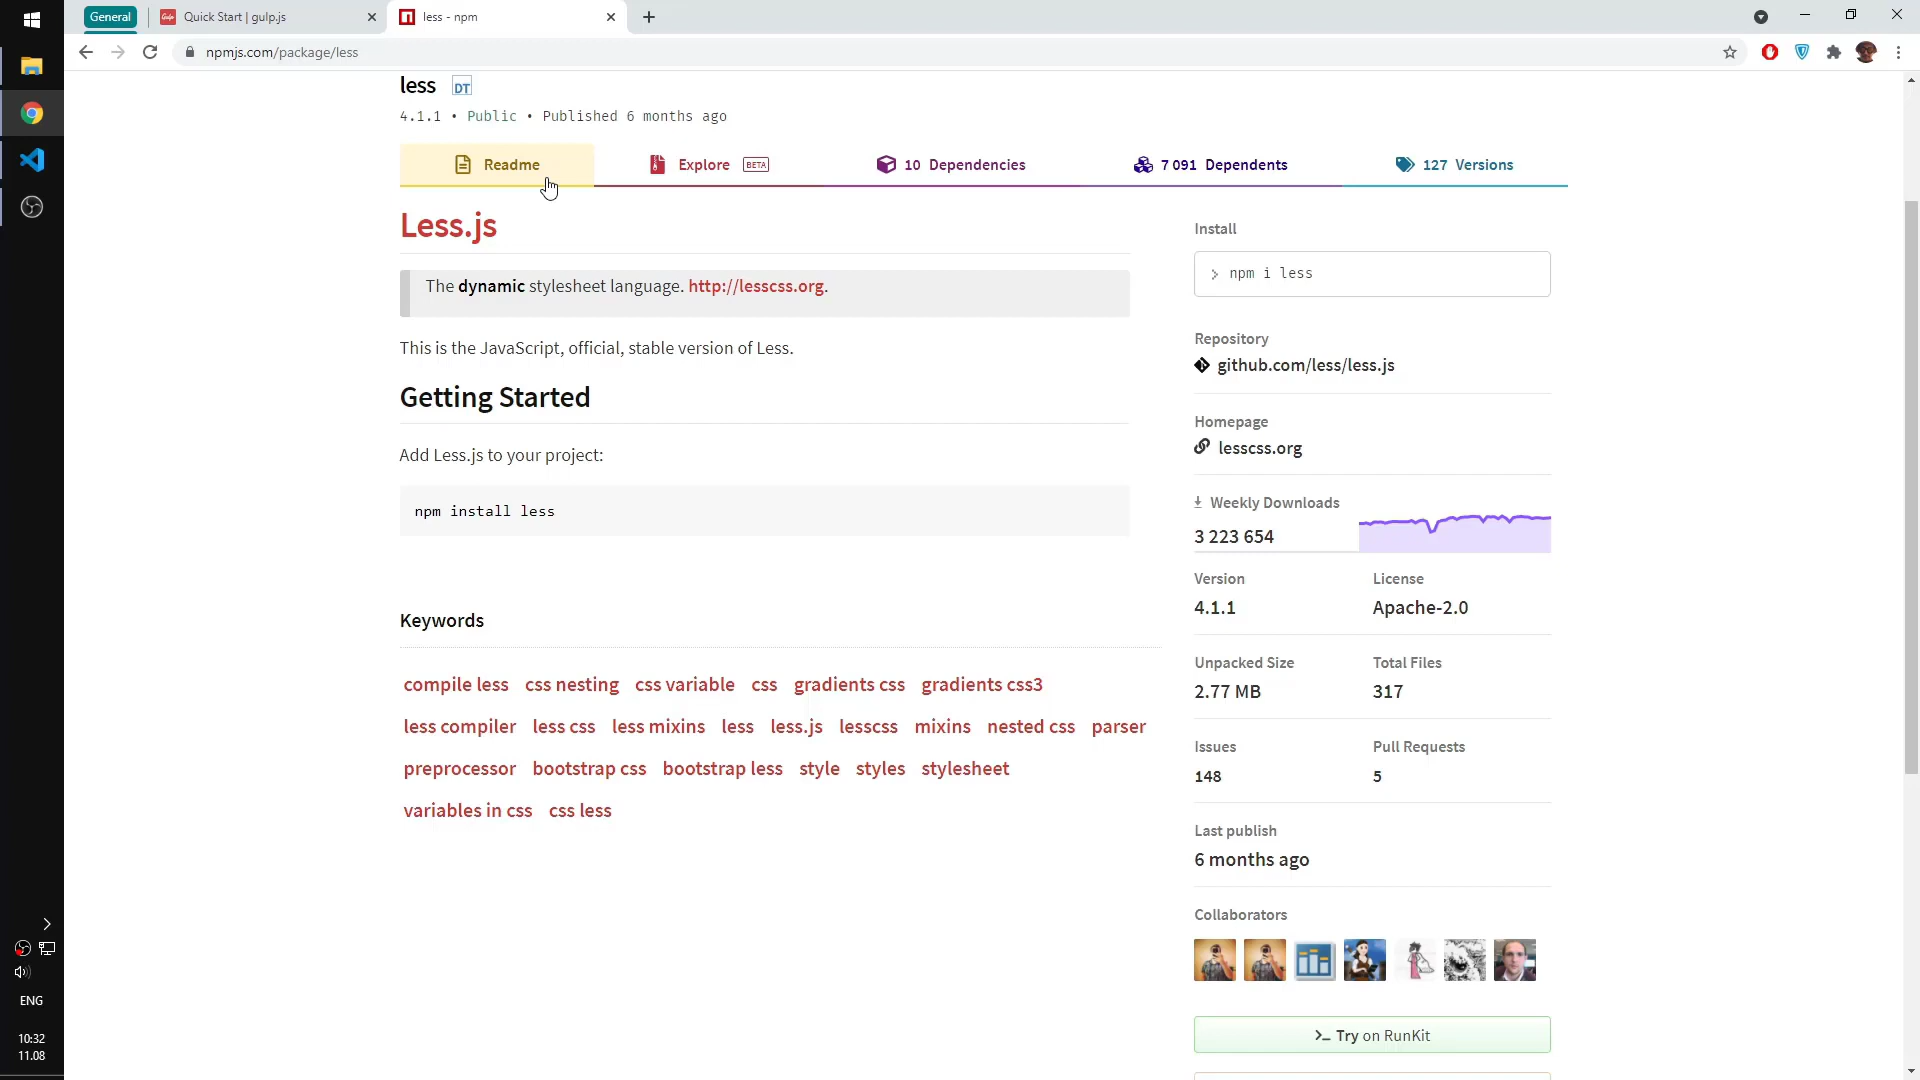 General
Quick Start | gulp.js
less - npm
npmjs.com/package/less
less DT
4.1.1 • Public • Published 6 months ago
Readme
Explore BETA
10 Dependencies
7 091 Dependents
127 Versions
Less.js
The dynamic stylesheet language. http://lesscss.org.
This is the JavaScript, official, stable version of Less.
Getting Started
Add Less.js to your project:
npm install less
Keywords
compile less css nesting css variable css gradients css gradients css3
less compiler less css less mixins less less.js lesscss mixins nested css parser
preprocessor bootstrap css bootstrap less style styles stylesheet
variables in css css less
Install
> npm i less
Repository
github.com/less/less.js
Homepage
lesscss.org
Weekly Downloads
3 223 654
Version License
4.1.1 Apache-2.0
Unpacked Size Total Files
2.77 MB 317
Issues Pull Requests
148 5
Last publish
6 months ago
Collaborators
>_ Try on RunKit
ENG
10:32
11.08